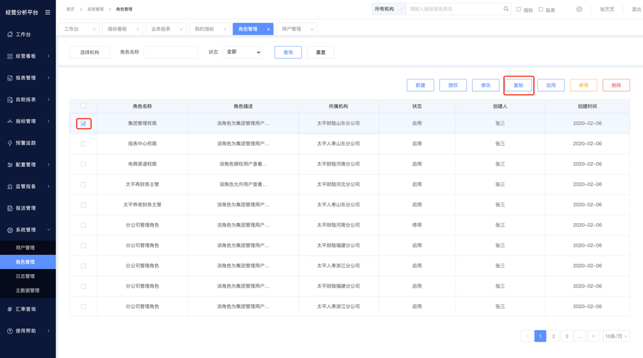 经营分析平台
首页 > 系统管理 > 角色管理
所有机构
请输入编辑报送指定
指标
报表
张艺艺
退出
工作台
指标看板
业务报表
我的指标
角色管理
用户管理
选择机构
角色名称
状态
全部
查询
重置
新建
授权
修改
复制
启用
停用
删除
工作台
经营看板
报表管理
自助报表
指标管理
预警追踪
配置管理
监管报备
报送管理
系统管理
用户管理
角色管理
日志管理
主数据管理
汇率查询
使用帮助
角色名称 角色描述 所属机构 状态 创建人 创建时间
集团管理权限 该角色为集团管理用户... 太平财险山东分公司 启用 张三 2020-02-06
报表中心权限 该角色为集团管理用户... 太平人寿山东分公司 启用 张三 2020-02-06
电商渠道权限 该角色授权用户查看... 太平财险河南分公司 启用 张三 2020-02-06
太平养财务主管 该角色允许用户查看... 太平财险河北分公司 启用 张三 2020-02-06
太平养老财务主管 该角色为集团管理用户... 太平人寿山东分公司 启用 张三 2020-02-06
分公司管理角色 该角色为集团管理用户... 太平财险河南分公司 停用 张三 2020-02-06
分公司管理角色 该角色为集团管理用户... 太平财险福建分公司 启用 张三 2020-02-06
分公司管理角色 该角色为集团管理用户... 太平人寿浙江分公司 启用 张三 2020-02-06
分公司管理角色 该角色为集团管理用户... 太平财险福建分公司 启用 张三 2020-02-06
分公司管理角色 该角色为集团管理用户... 太平人寿浙江分公司 启用 张三 2020-02-06
< 1 2 3 ... > 10条/页